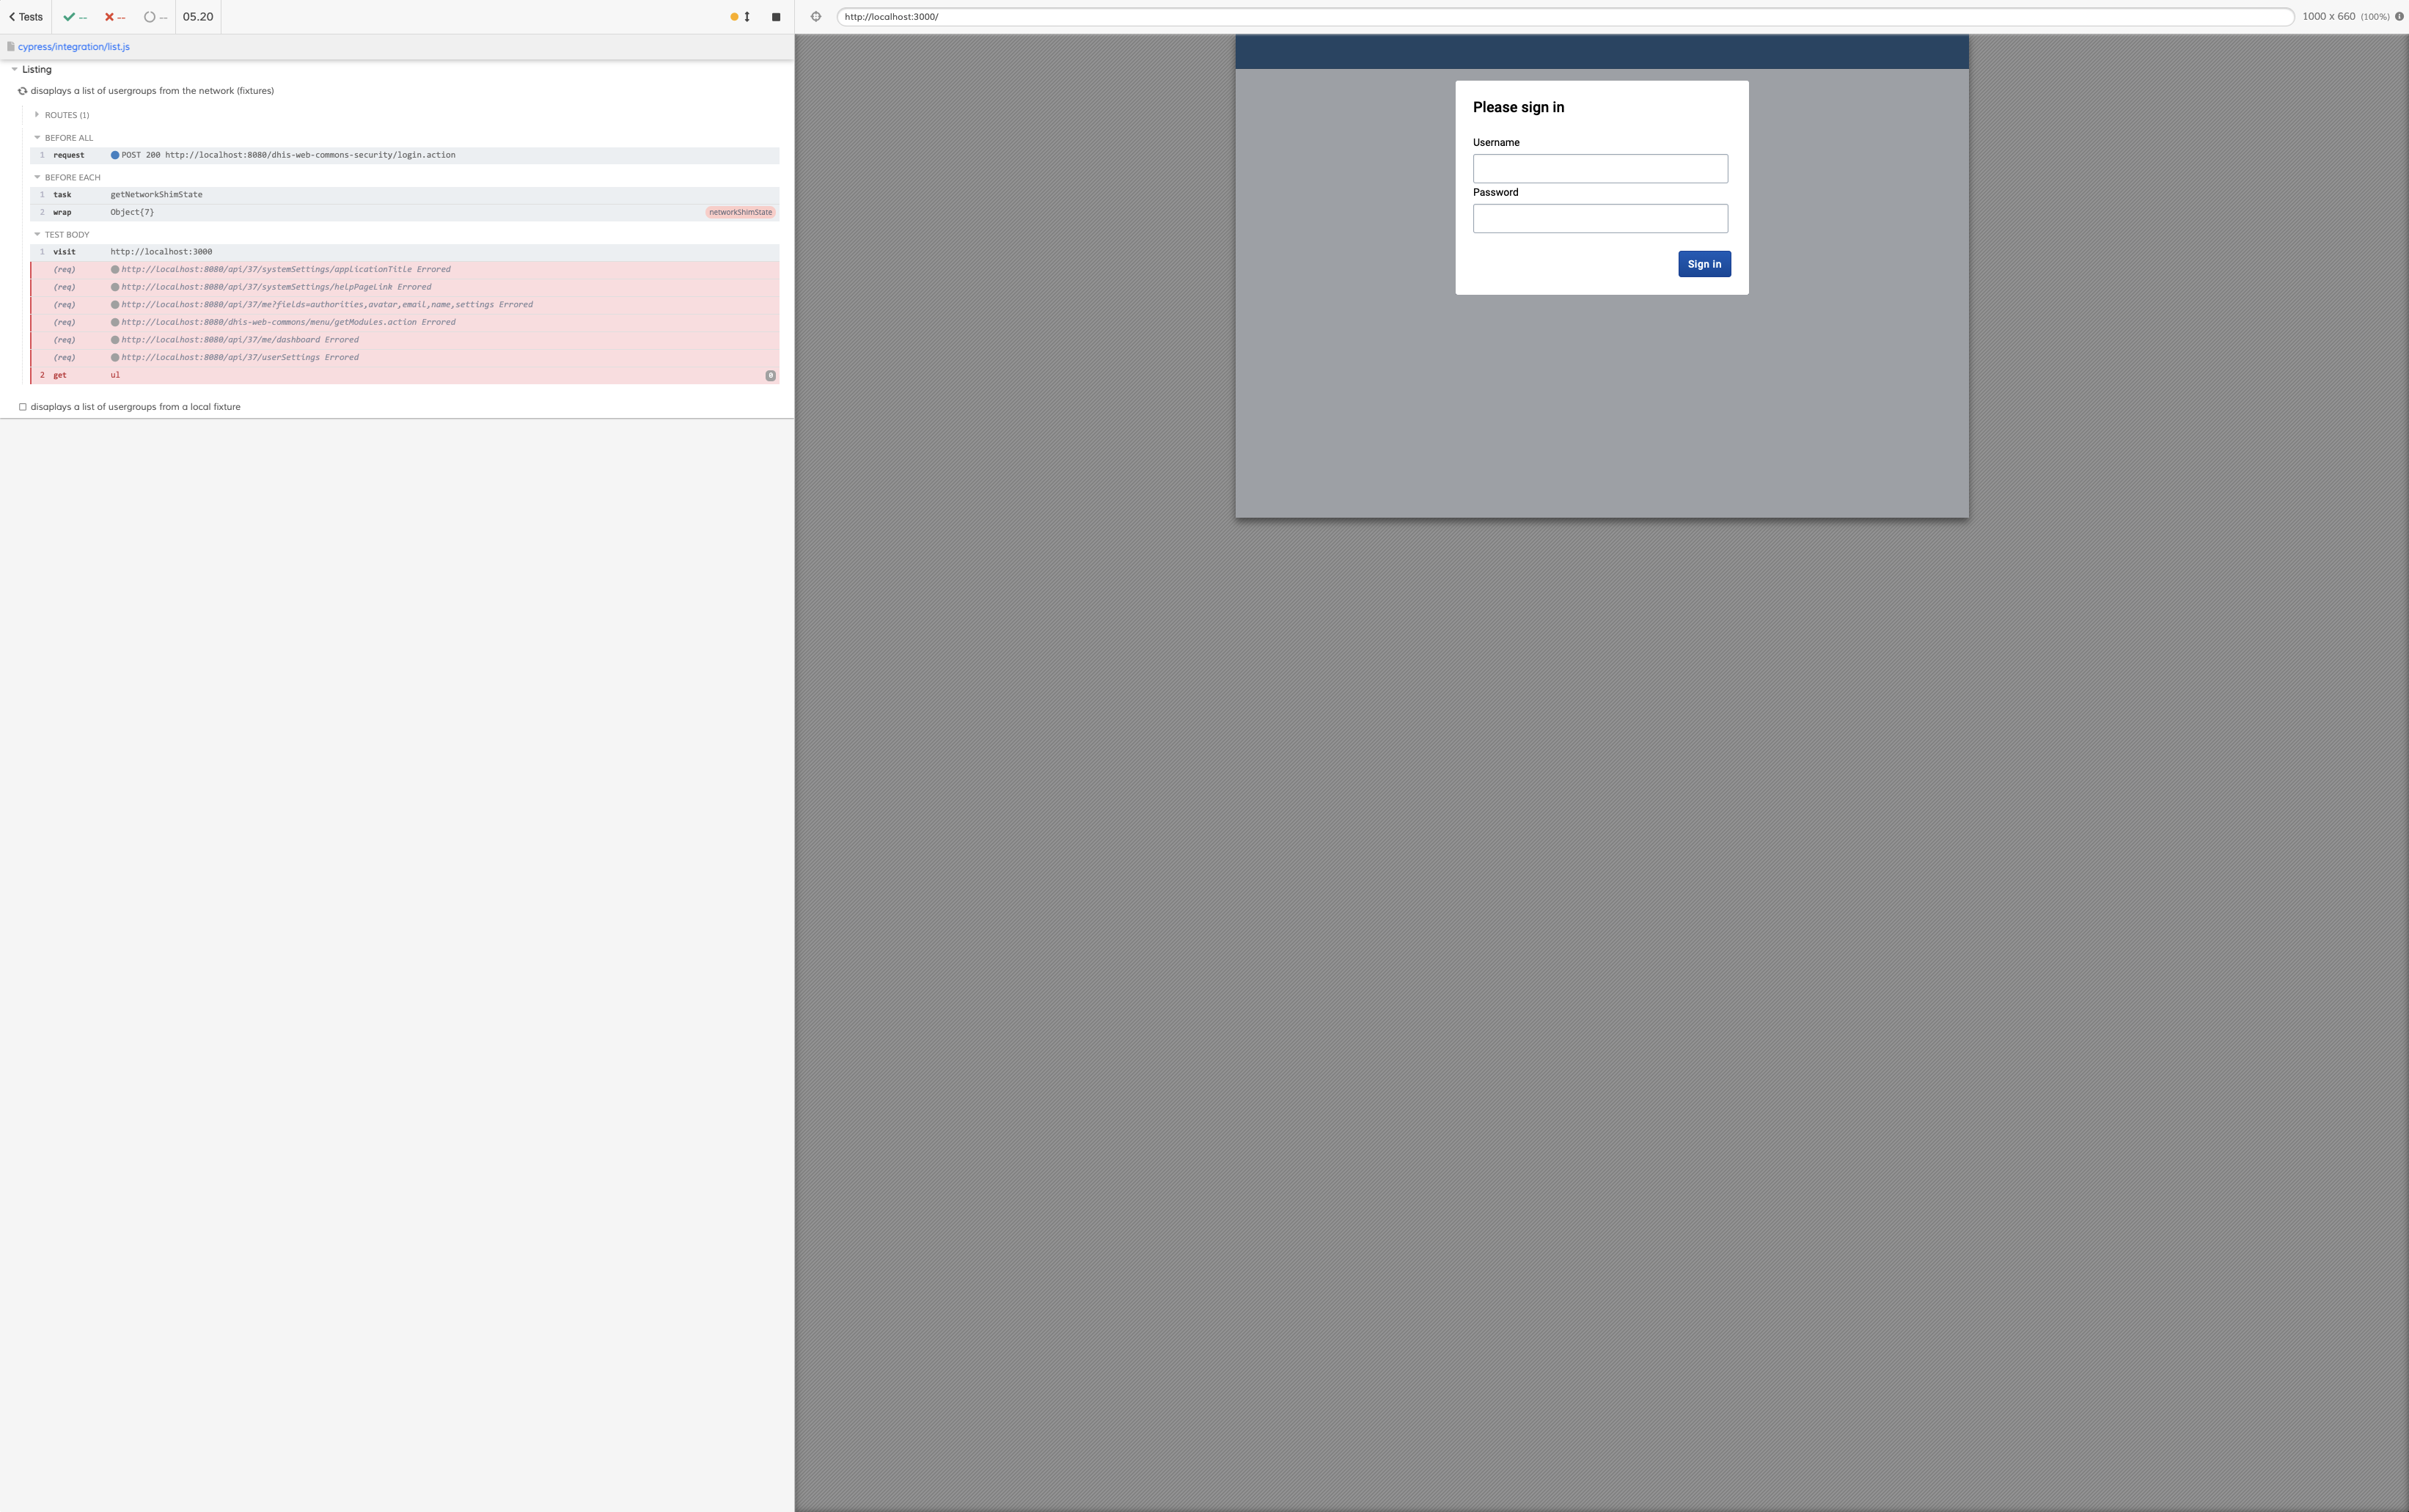 Tests -- -- -- 05.20
http://localhost:3000/ 1000 x 660 (100%)
cypress/integration/list.js
Listing
disaplays a list of usergroups from the network (fixtures)
ROUTES (1)
BEFORE ALL
1 request POST 200 http://localhost:8080/dhis-web-commons-security/login.action
BEFORE EACH
1 task getNetworkShimState
2 wrap Object{7} networkShimState
TEST BODY
1 visit http://localhost:3000
(req) http://localhost:8080/api/37/systemSettings/applicationTitle Errored
(req) http://localhost:8080/api/37/systemSettings/helpPageLink Errored
(req) http://localhost:8080/api/37/me?fields=authorities,avatar,email,name,settings Errored
(req) http://localhost:8080/dhis-web-commons/menu/getModules.action Errored
(req) http://localhost:8080/api/37/me/dashboard Errored
(req) http://localhost:8080/api/37/userSettings Errored
2 get ul 0
disaplays a list of usergroups from a local fixture
Please sign in
Username
Password
Sign in